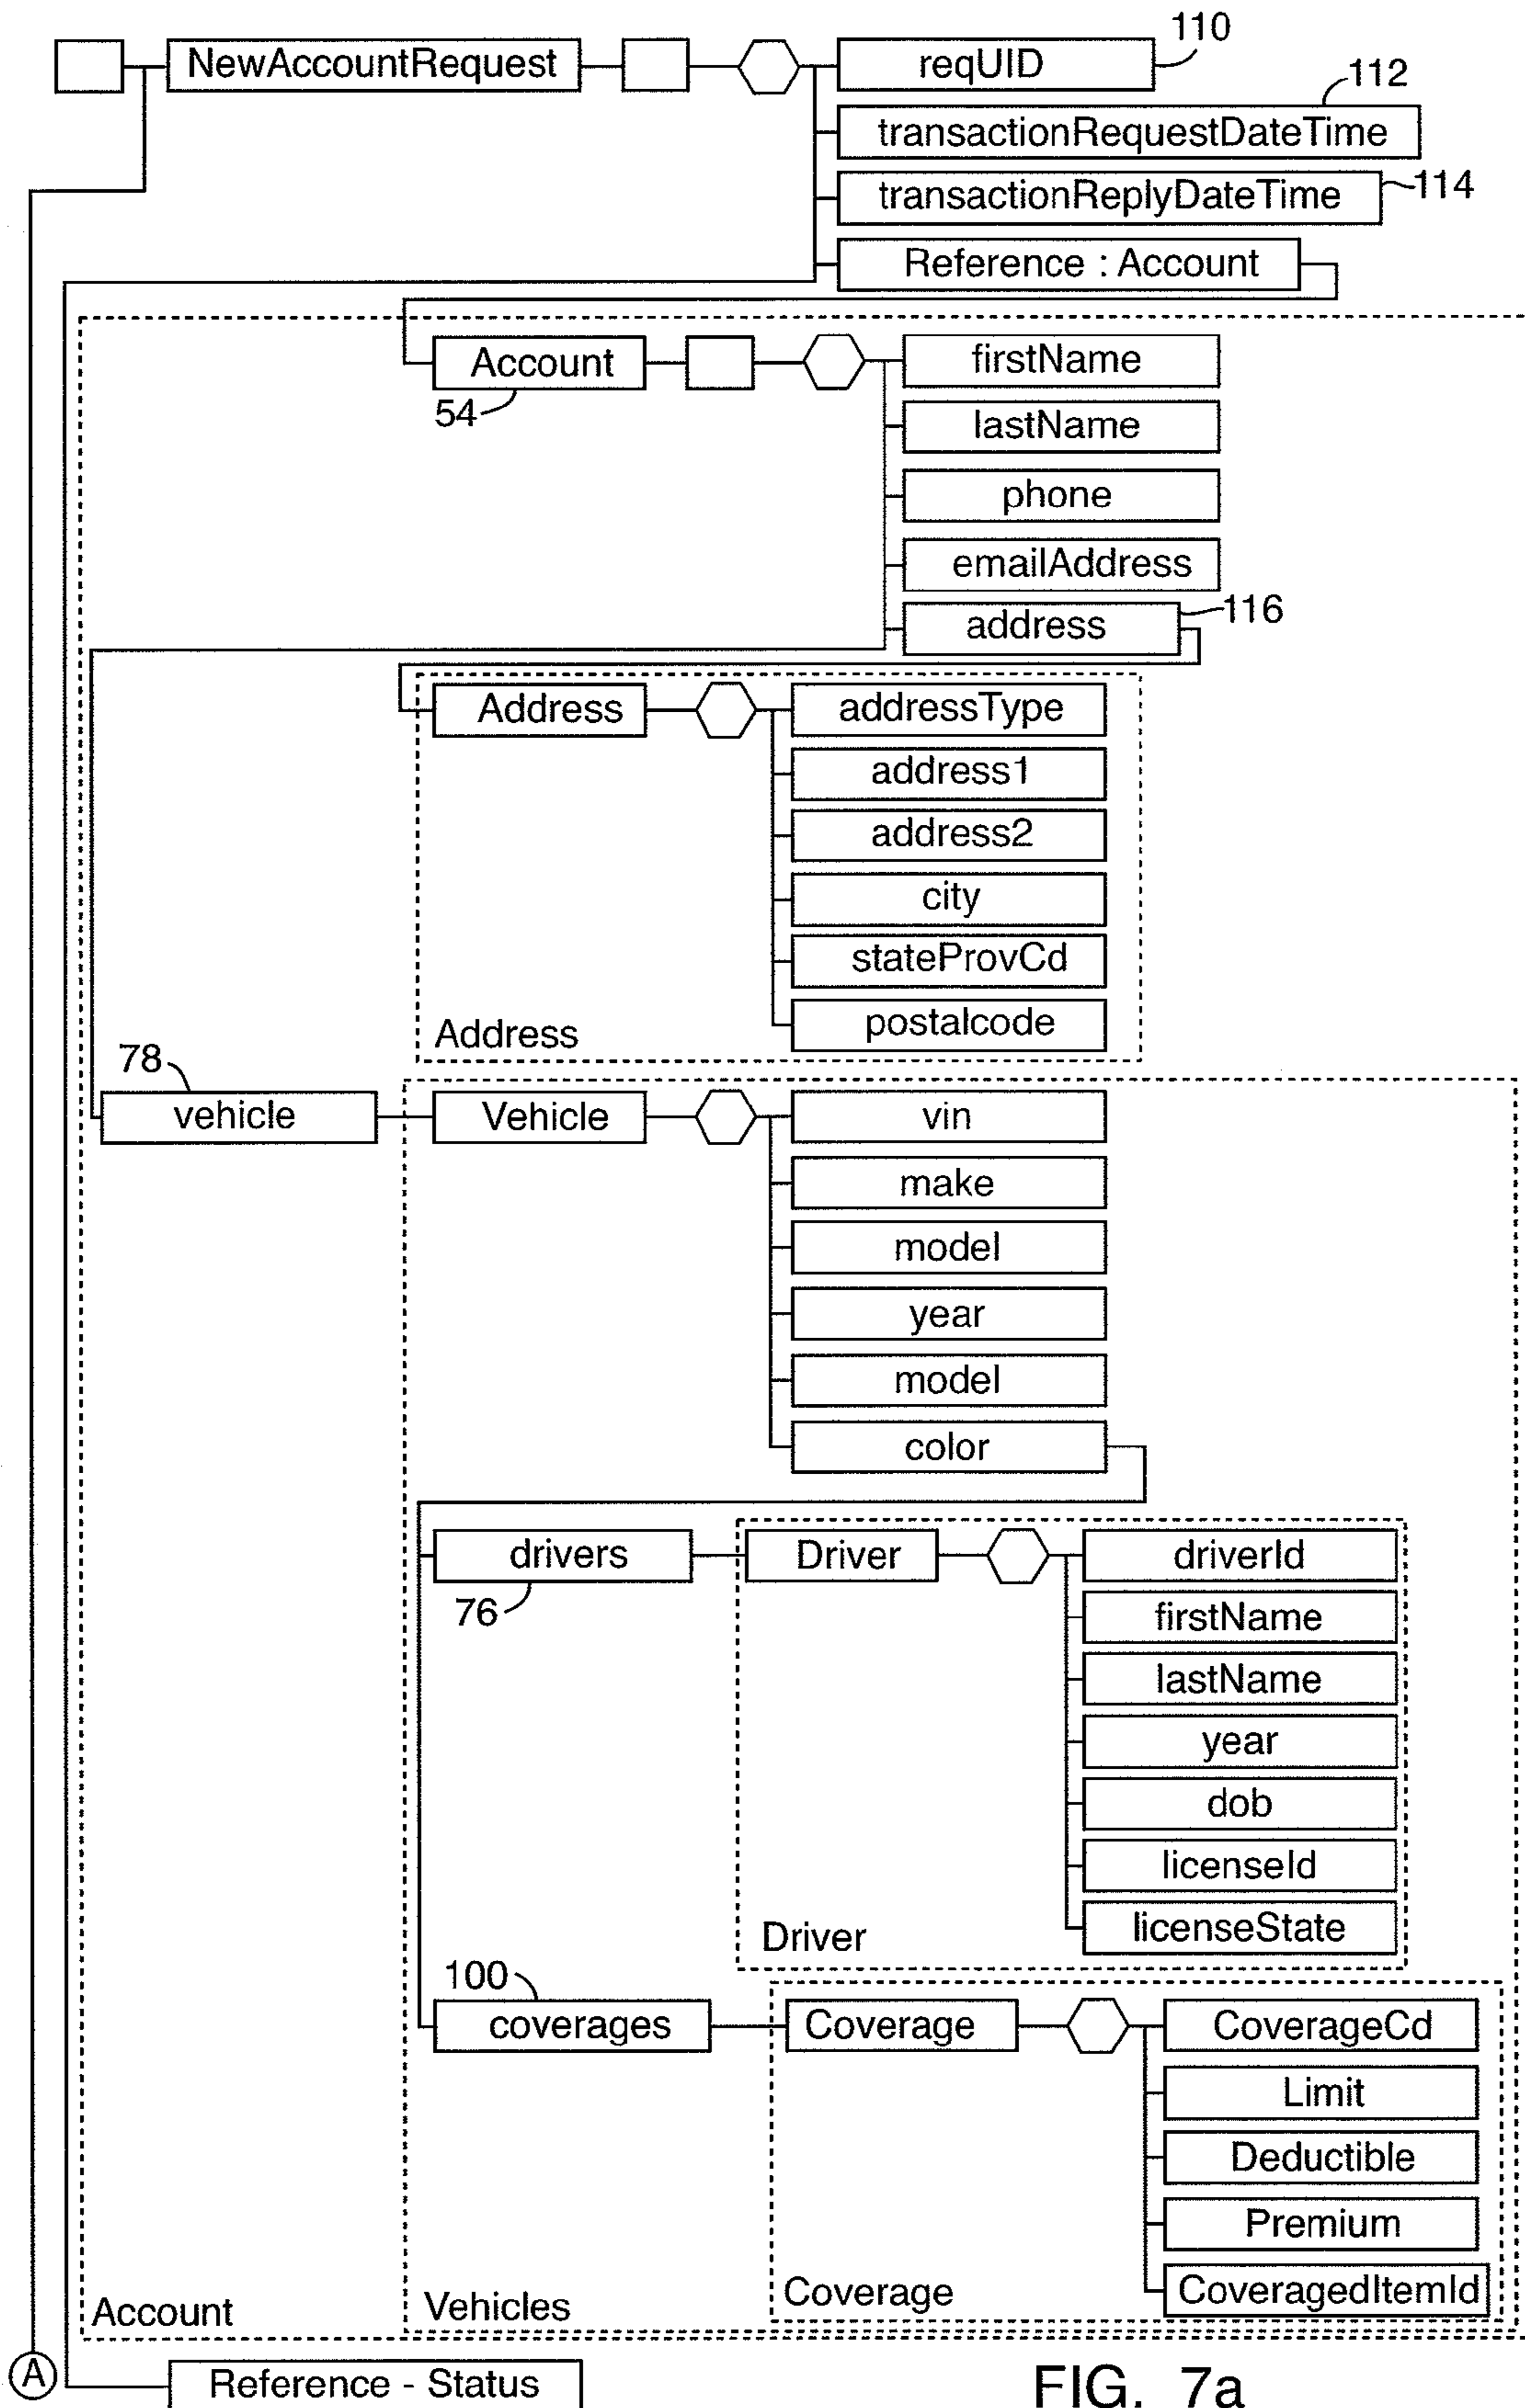 110
NewAccountRequest
reqUID
112
transactionRequestDateTime
transactionReplyDateTime
114
Reference : Account
Account
firstName
54
lastName
phone
emailAddress
address
116
Address
addressType
address1
address2
city
stateProvCd
postalcode
Address
78
vehicle
Vehicle
vin
make
model
year
model
color
drivers
Driver
driverId
76
firstName
lastName
year
dob
licenseId
licenseState
Driver
100
coverages
Coverage
CoverageCd
Limit
Deductible
Premium
CoveragedItemId
Coverage
Vehicles
Account
A
Reference - Status
FIG. 7a